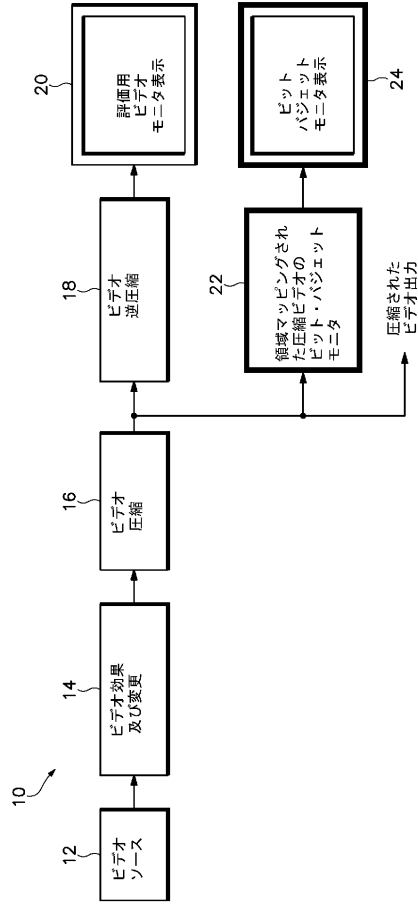 10
12
ビデオ
ソース
14
ビデオ効果
及び変更
16
ビデオ
圧縮
18
ビデオ
逆圧縮
20
評価用
ビデオ
モニタ表示
22
領域マッピングされ
た圧縮ビデオの
ビット・バジェット
モニタ
24
ビット
バジェット
モニタ表示
圧縮された
ビデオ出力